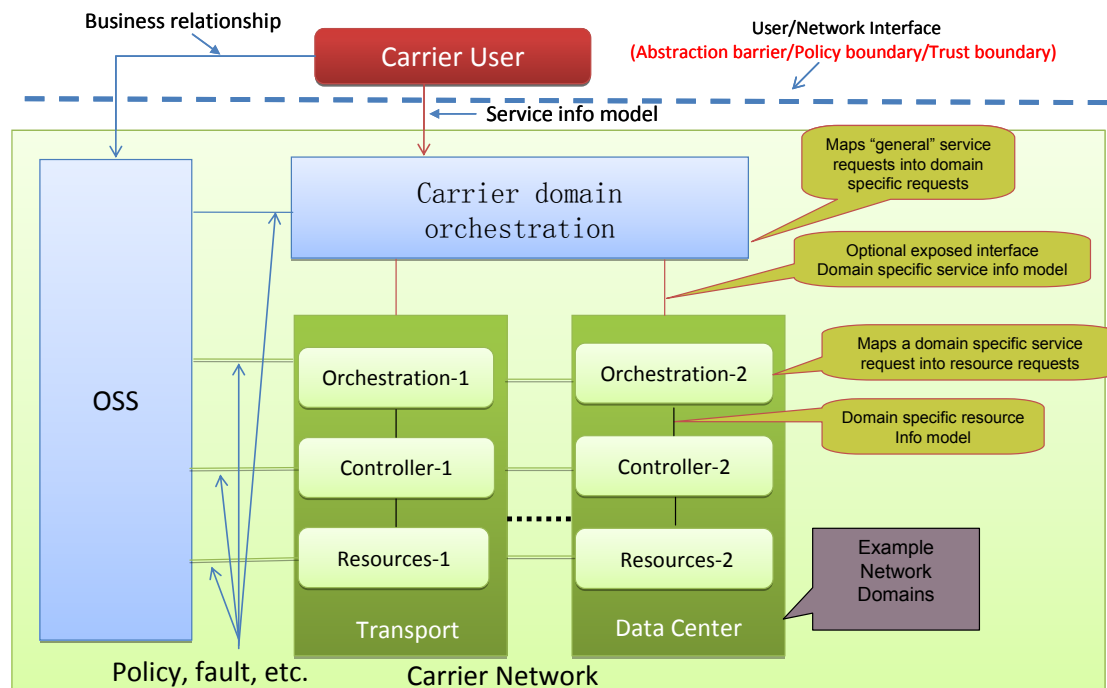 Business relationship
Carrier User
User/Network Interface
(Abstraction barrier/Policy boundary/Trust boundary)
Service info model
Maps “general” service
requests into domain
specific requests
Carrier domain
orchestration
Optional exposed interface
Domain specific service info model
OSS
Orchestration-1
Orchestration-2
Maps a domain specific service
request into resource requests
Domain specific resource
Info model
Controller-1
Controller-2
Resources-1
Resources-2
Example
Network
Domains
Transport
Data Center
Policy, fault, etc.
Carrier Network